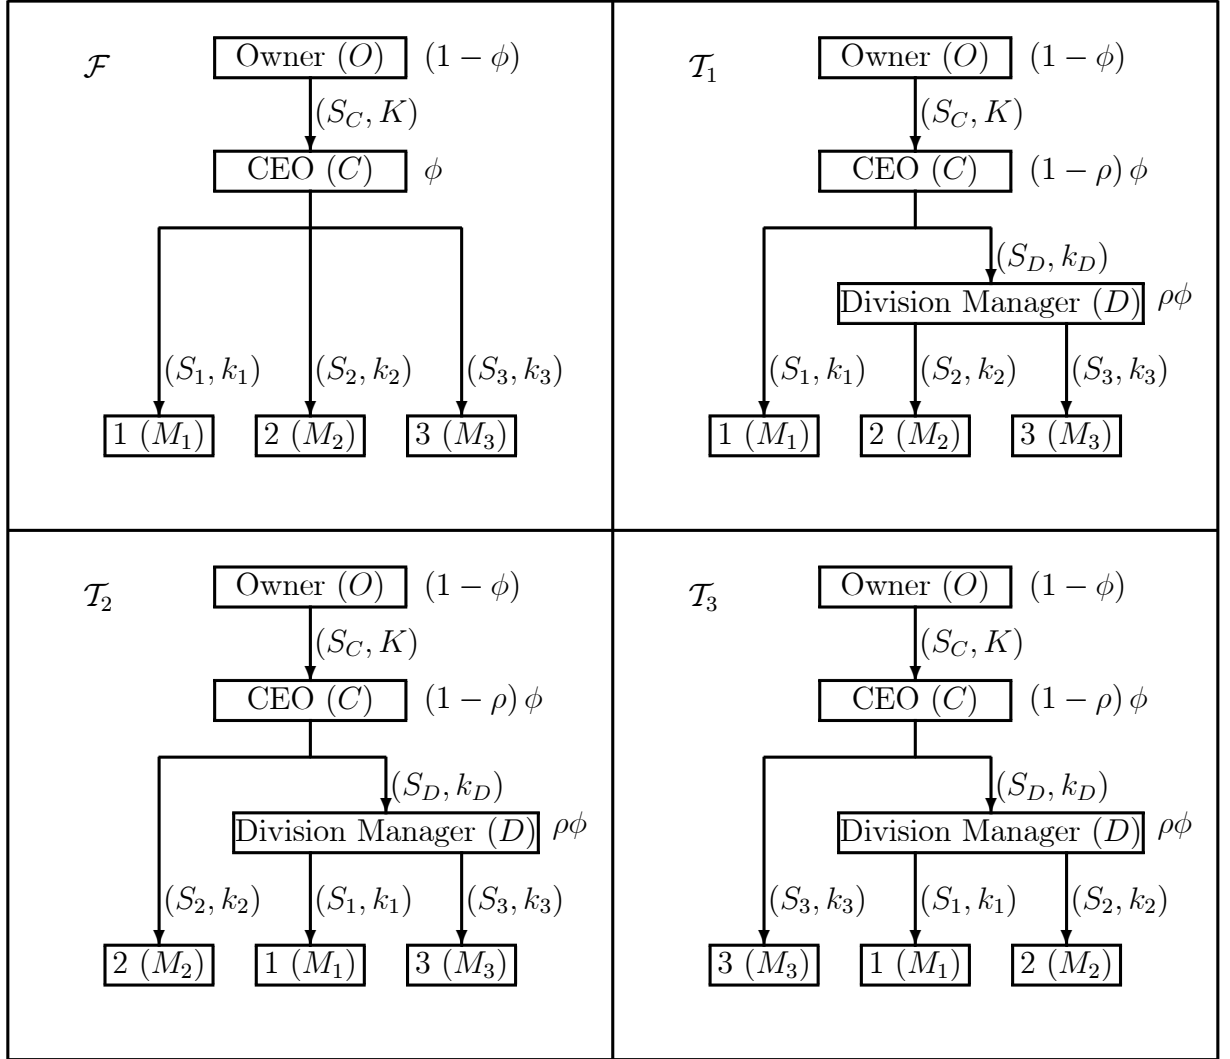 ℱ Owner (O) (1 − ϕ)
(S_C, K)
CEO (C) ϕ
(S_1, k_1) (S_2, k_2) (S_3, k_3)
1 (M_1) 2 (M_2) 3 (M_3)
𝒯_1 Owner (O) (1 − ϕ)
(S_C, K)
CEO (C) (1 − ρ) ϕ
(S_D, k_D)
Division Manager (D) ρϕ
(S_1, k_1) (S_2, k_2) (S_3, k_3)
1 (M_1) 2 (M_2) 3 (M_3)
𝒯_2 Owner (O) (1 − ϕ)
(S_C, K)
CEO (C) (1 − ρ) ϕ
(S_D, k_D)
Division Manager (D) ρϕ
(S_2, k_2) (S_1, k_1) (S_3, k_3)
2 (M_2) 1 (M_1) 3 (M_3)
𝒯_3 Owner (O) (1 − ϕ)
(S_C, K)
CEO (C) (1 − ρ) ϕ
(S_D, k_D)
Division Manager (D) ρϕ
(S_3, k_3) (S_1, k_1) (S_2, k_2)
3 (M_3) 1 (M_1) 2 (M_2)